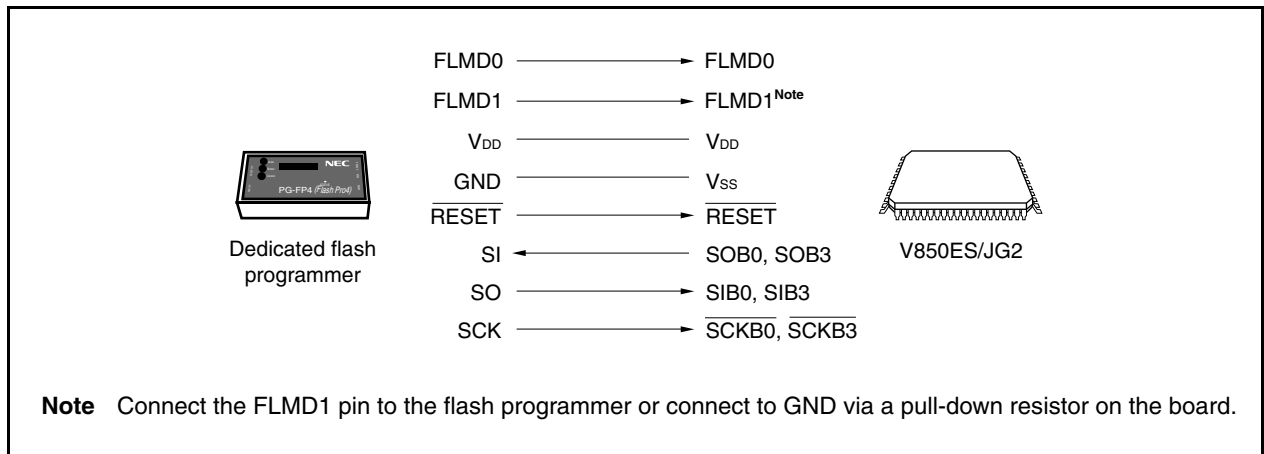 FLMD0 FLMD0
FLMD1 FLMD1Note
VDD VDD
GND VSS
RESET RESET
SI SOB0, SOB3
SO SIB0, SIB3
SCK SCKB0, SCKB3
NEC
PG-FP4 (Flash Pro4)
Dedicated flash
programmer
V850ES/JG2
Note Connect the FLMD1 pin to the flash programmer or connect to GND via a pull-down resistor on the board.